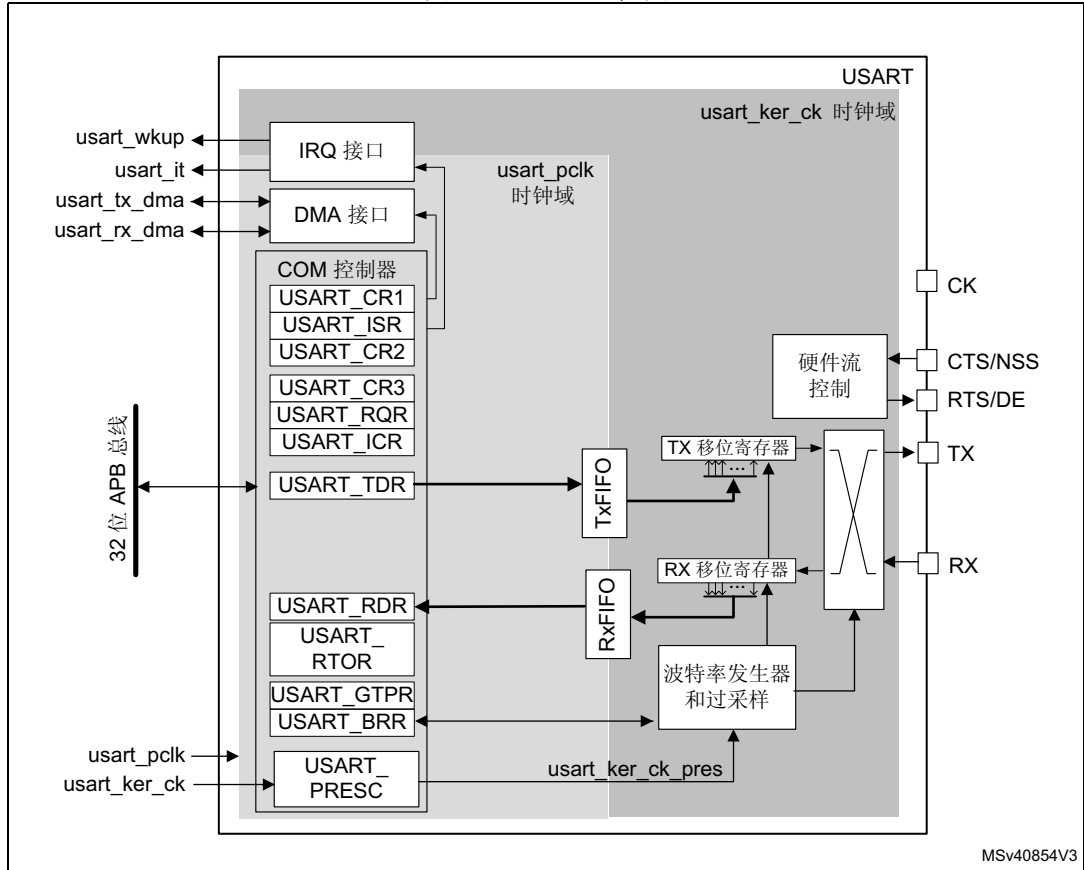 USART
usart_ker_ck 时钟域
usart_wkup
IRQ 接口
usart_pclk
时钟域
usart_it
usart_tx_dma
DMA 接口
usart_rx_dma
COM 控制器
USART_CR1
USART_ISR
USART_CR2
USART_CR3
USART_RQR
USART_ICR
USART_TDR
32 位 APB 总线
CK
硬件流
控制
CTS/NSS
RTS/DE
TxFIFO
TX 移位寄存器
...
TX
RX 移位寄存器
...
RX
RxFIFO
USART_RDR
USART_
RTOR
USART_GTPR
USART_BRR
波特率发生器
和过采样
usart_pclk
usart_ker_ck
USART_
PRESC
usart_ker_ck_pres
MSv40854V3